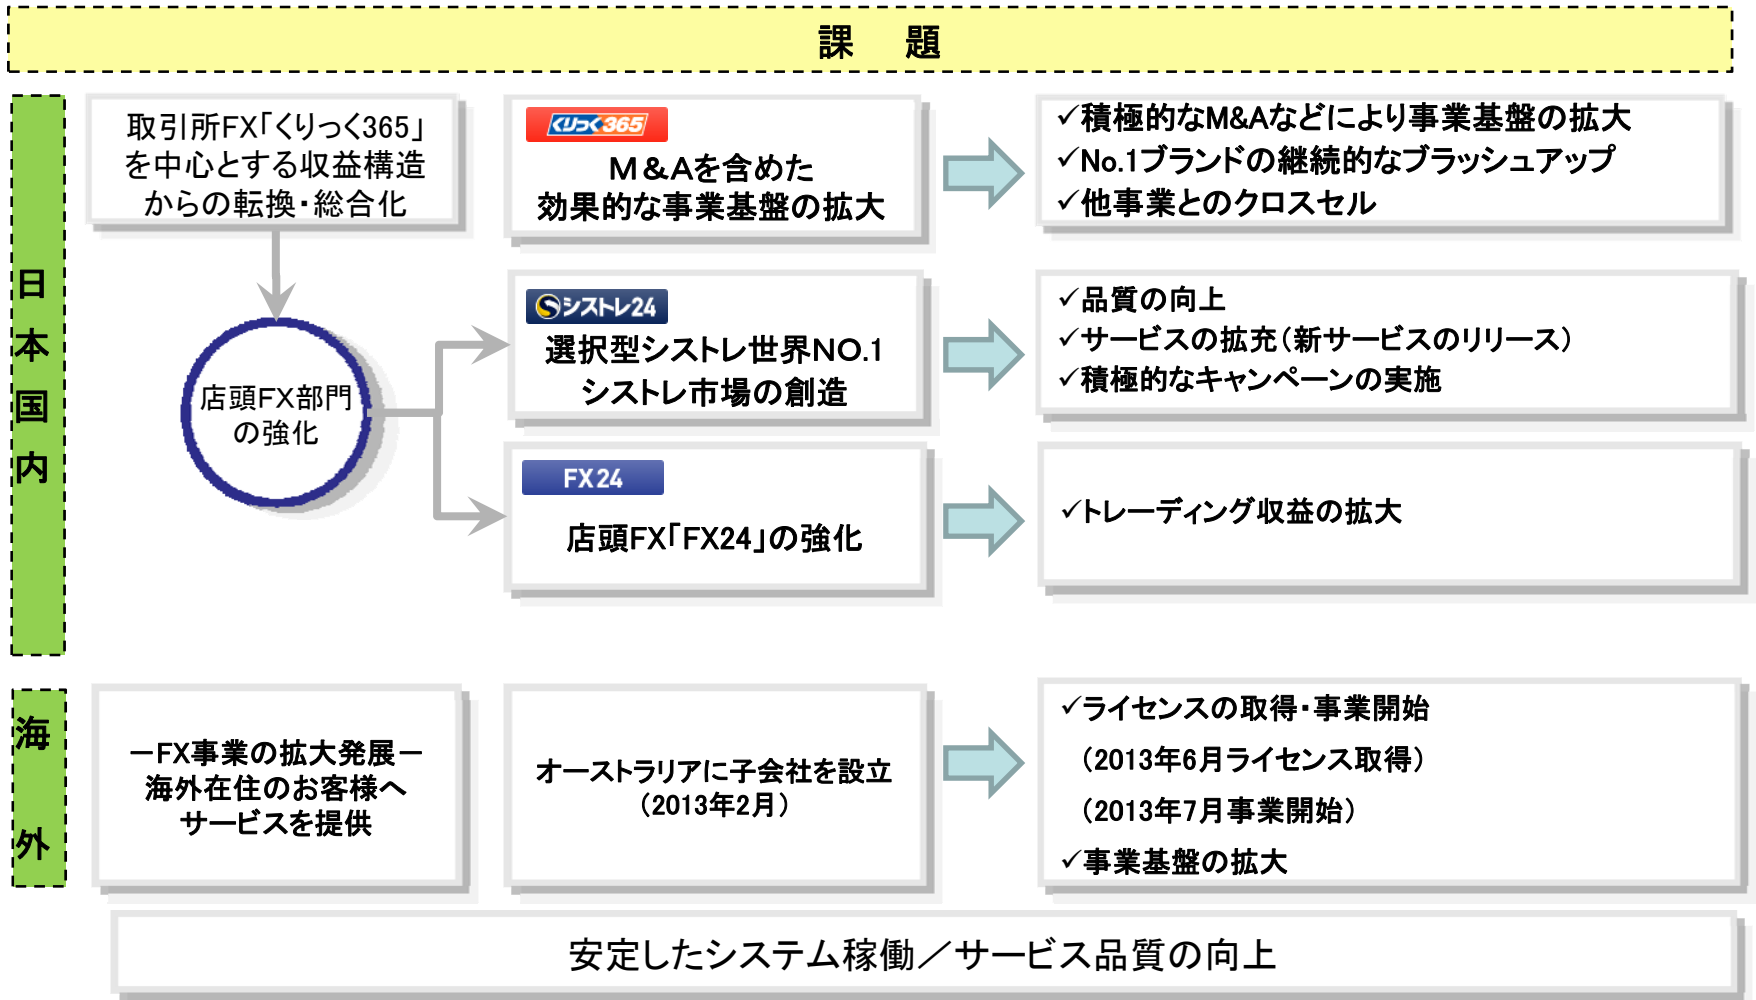 課 題
日本国内
取引所FX「くりっく365」
を中心とする収益構造
からの転換・総合化
店頭FX部門
の強化
くりっく365
M&Aを含めた
効果的な事業基盤の拡大
✓積極的なM&Aなどにより事業基盤の拡大
✓No.1ブランドの継続的なブラッシュアップ
✓他事業とのクロスセル
シストレ24
選択型シストレ世界NO.1
シストレ市場の創造
✓品質の向上
✓サービスの拡充(新サービスのリリース)
✓積極的なキャンペーンの実施
FX24
店頭FX「FX24」の強化
✓トレーディング収益の拡大
海外
-FX事業の拡大発展-
海外在住のお客様へ
サービスを提供
オーストラリアに子会社を設立
(2013年2月)
✓ライセンスの取得・事業開始
(2013年6月ライセンス取得)
(2013年7月事業開始)
✓事業基盤の拡大
安定したシステム稼働/サービス品質の向上